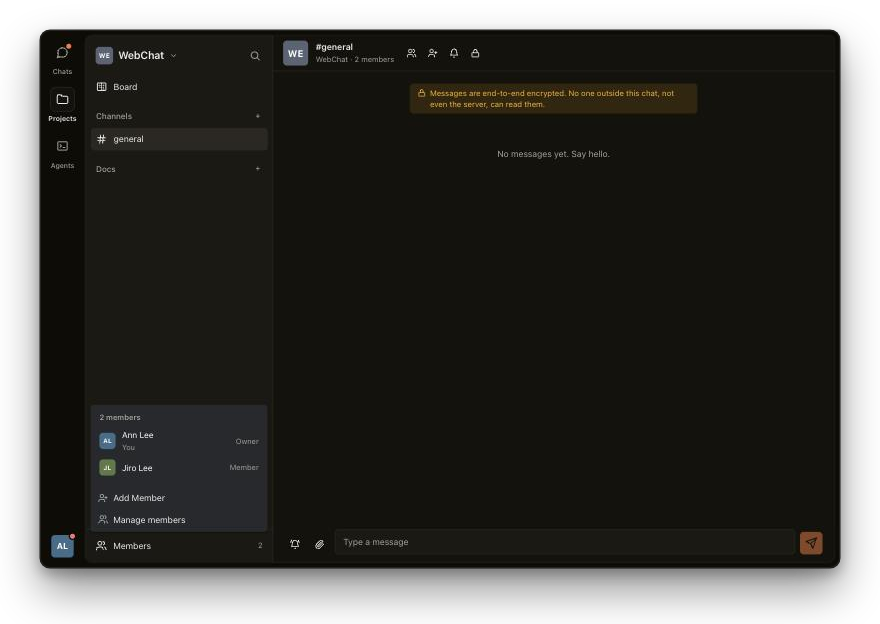 WE WebChat
Chats
Board
Projects
Channels +
# general
Agents
Docs +
2 members
AL Ann Lee Owner
You
JL Jiro Lee Member
Add Member
Manage members
Members 2
AL
WE #general
WebChat · 2 members
Messages are end-to-end encrypted. No one outside this chat, not
even the server, can read them.
No messages yet. Say hello.
Type a message